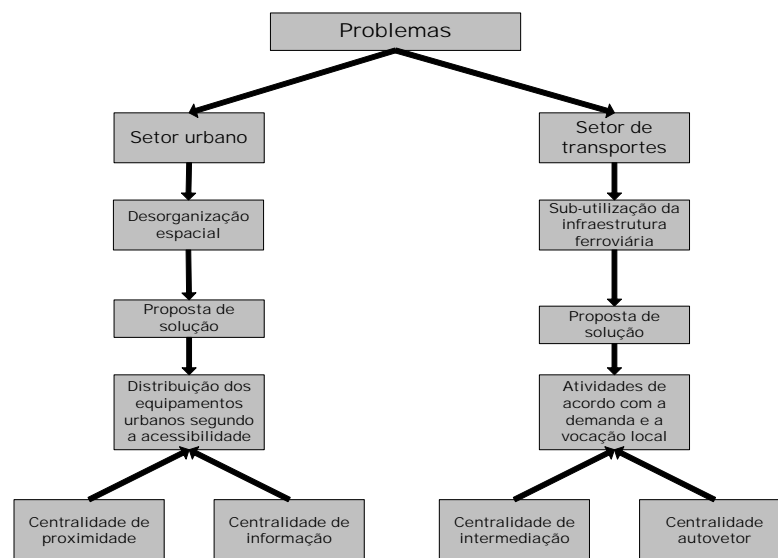 Problemas
Setor urbano
Setor de
transportes
Desorganização
espacial
Sub-utilização da
infraestrutura
ferroviária
Proposta de
solução
Proposta de
solução
Distribuição dos
equipamentos
urbanos segundo
a acessibilidade
Atividades de
acordo com a
demanda e a
vocação local
Centralidade de
proximidade
Centralidade de
informação
Centralidade de
intermediação
Centralidade
autovetor